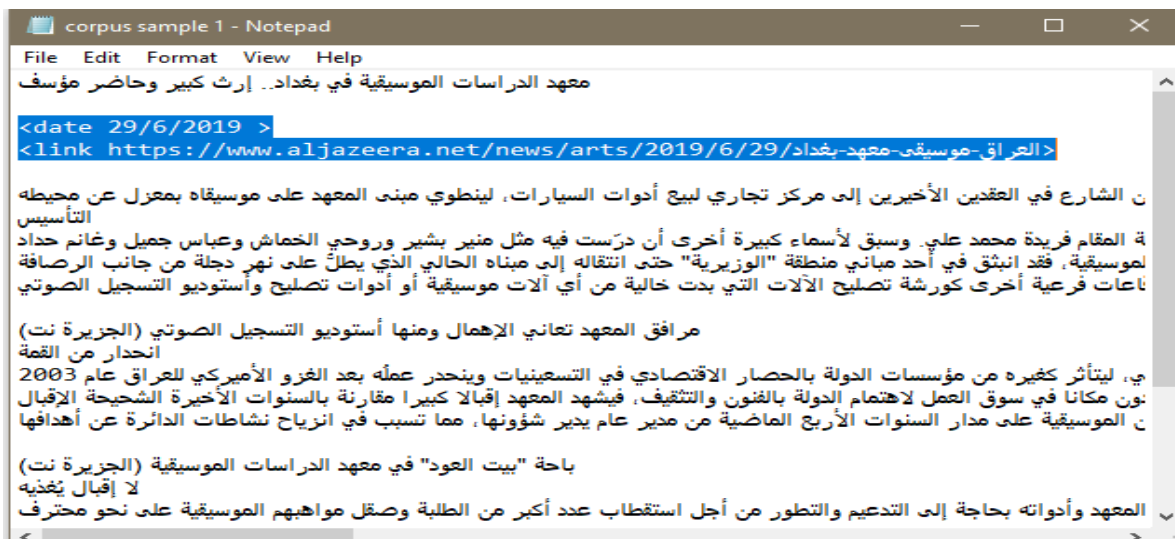 corpus sample 1 - Notepad
File Edit Format View Help
معهد الدراسات الموسيقية في بغداد.. إرث كبير وحاضر مؤسف
<date 29/6/2019 >
<link https://www.aljazeera.net/news/arts/2019/6/29/العراق-موسيقى-معهد-بغداد>
ن الشارع في العقدين الأخيرين إلى مركز تجاري لبيع أدوات السيارات، لينطوي مبنى المعهد على موسيقاه بمعزل عن محيطه
التأسيس
ة المقام فريدة محمد علي. وسبق لأسماء كبيرة أخرى أن درَست فيه مثل منير بشير وروحي الخماش وعباس جميل وغانم حداد
لموسيقية، فقد انبثق في أحد مباني منطقة "الوزيرية" حتى انتقاله إلى مبناه الحالي الذي يطلّ على نهر دجلة من جانب الرصافة
اعات فرعية أخرى كورشة تصليح الآلات التي بدت خالية من أي آلات موسيقية أو أدوات تصليح وأستوديو التسجيل الصوتي
مرافق المعهد تعاني الإهمال ومنها أستوديو التسجيل الصوتي (الجزيرة نت)
انحدار من القمة
ي، ليتأثر كغيره من مؤسسات الدولة بالحصار الاقتصادي في التسعينيات وينحدر عملُه بعد الغزو الأميركي للعراق عام 2003
دون مكانا في سوق العمل لاهتمام الدولة بالفنون والتثقيف، فيشهد المعهد إقبالا كبيرا مقارنة بالسنوات الأخيرة الشحيحة الإقبال
ن الموسيقية على مدار السنوات الأربع الماضية من مدير عام يدير شؤونها، مما تسبب في انزياح نشاطات الدائرة عن أهدافها
باحة "بيت العود" في معهد الدراسات الموسيقية (الجزيرة نت)
لا إقبال يُغذيه
المعهد وأدواته بحاجة إلى التدعيم والتطور من أجل استقطاب عدد أكبر من الطلبة وصقل مواهبهم الموسيقية على نحو محترف